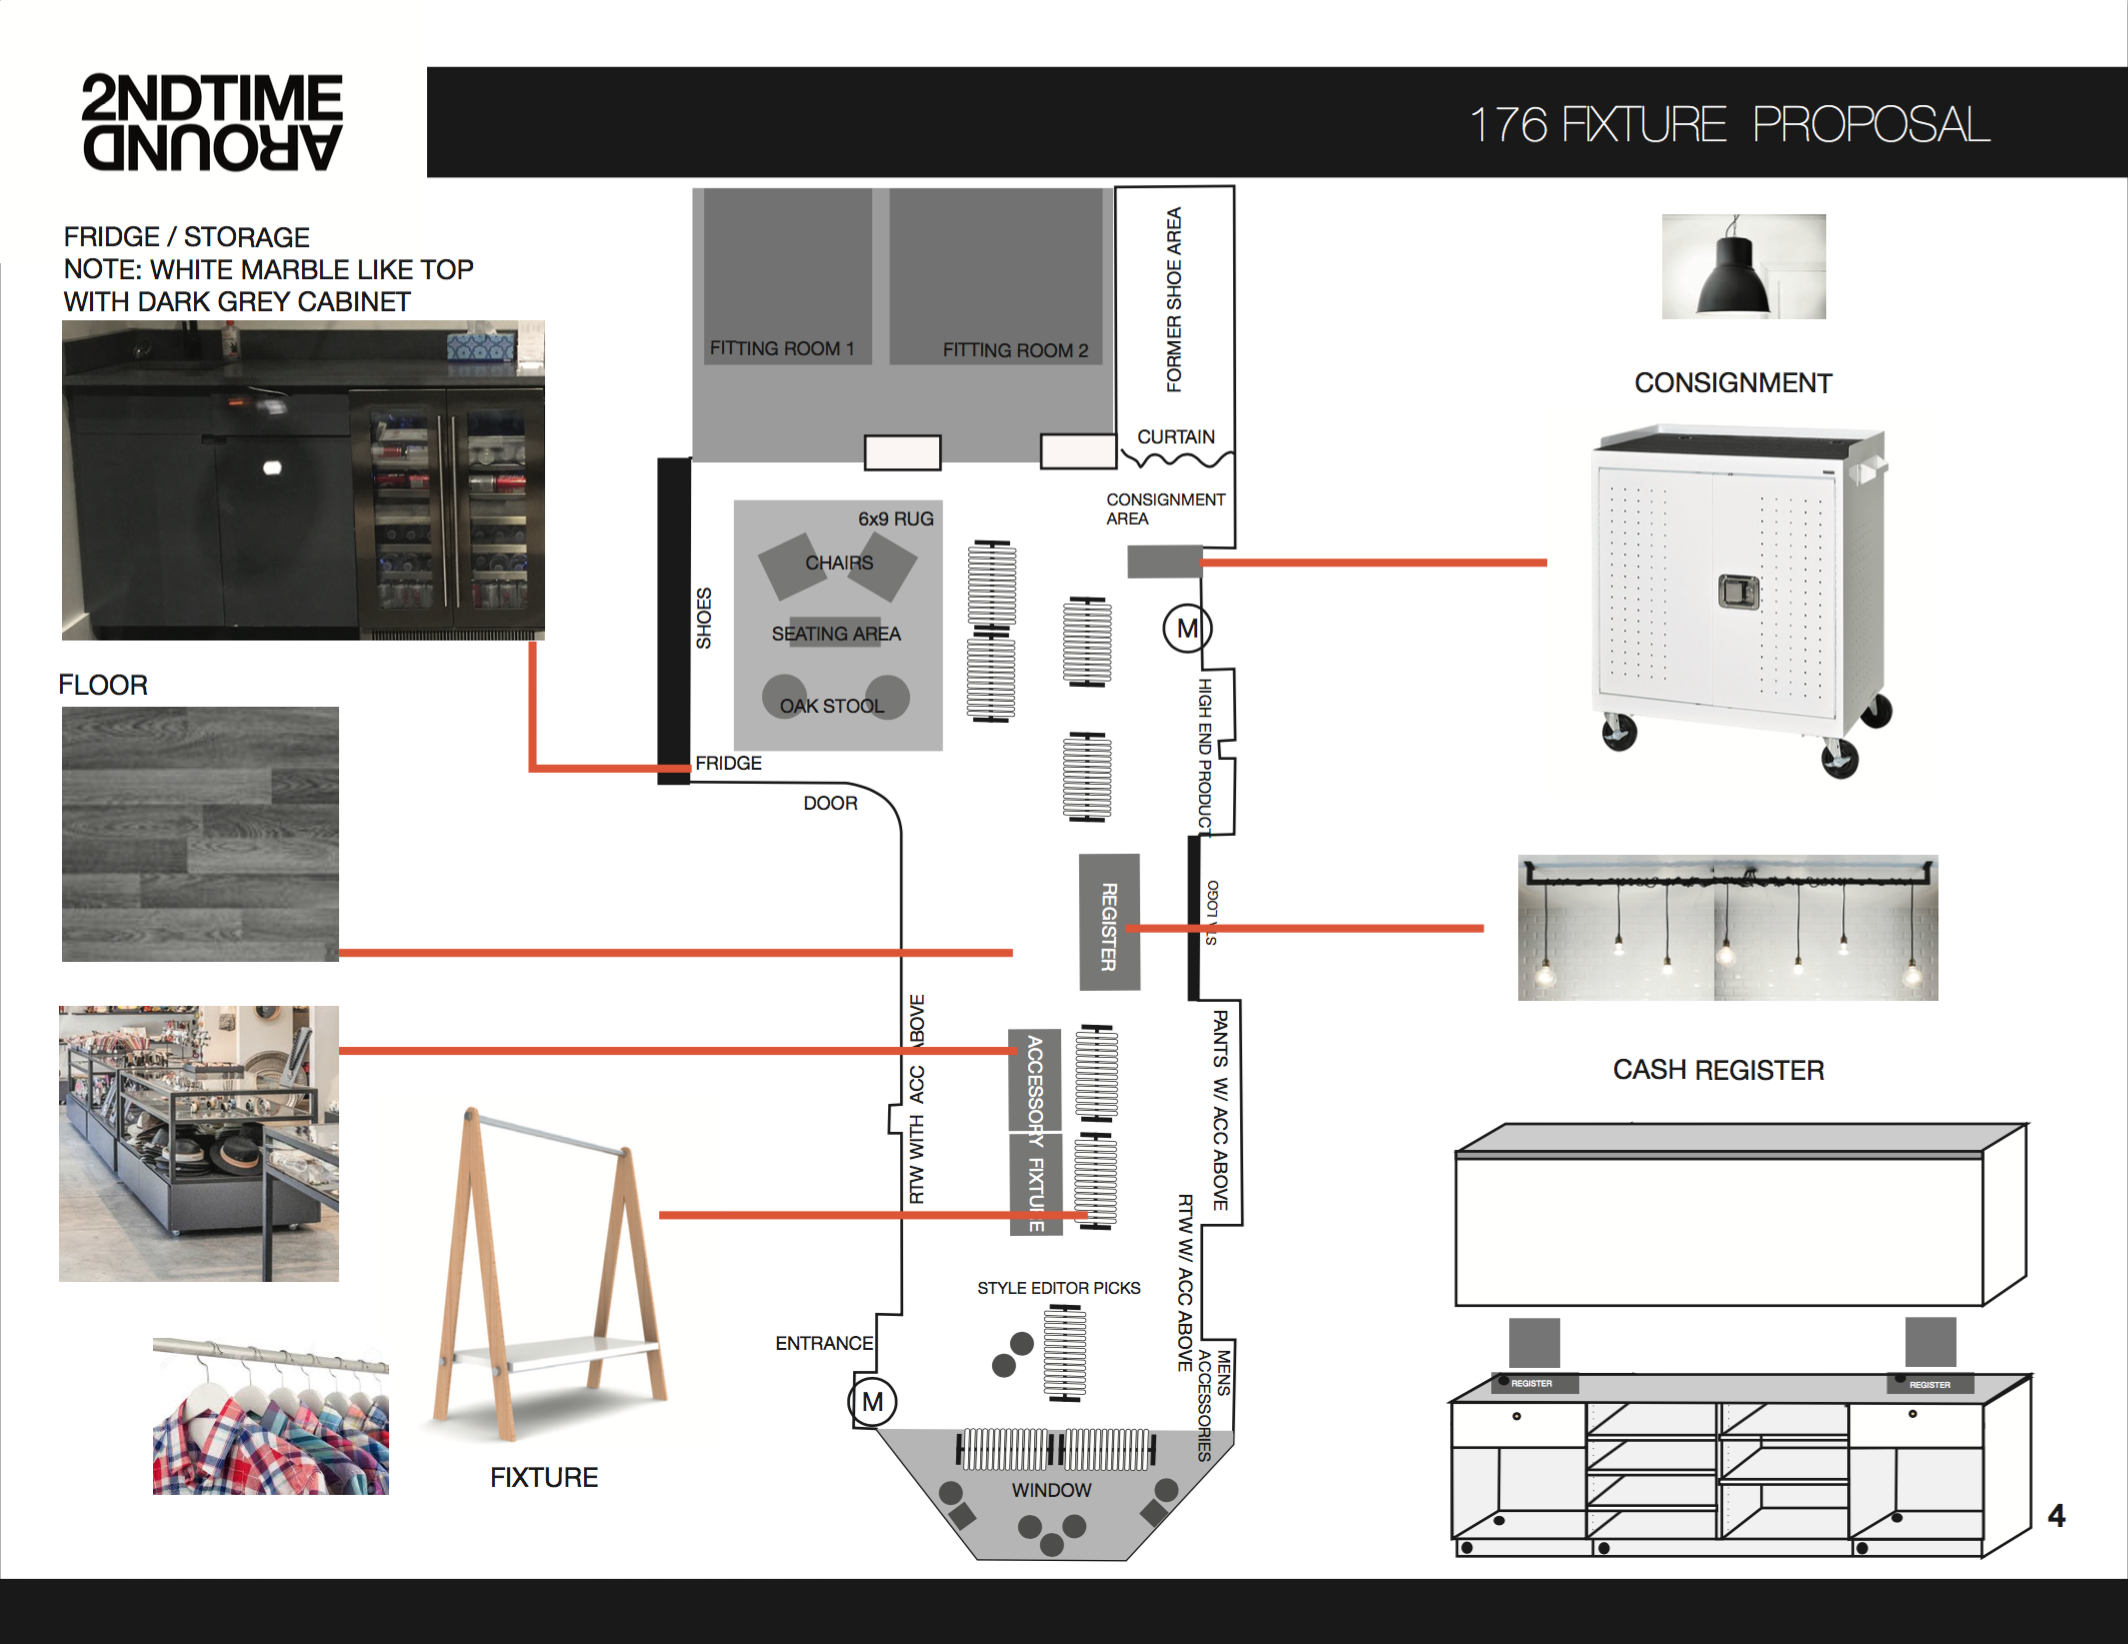 2NDTIME
AROUND
176 FIXTURE PROPOSAL
FRIDGE / STORAGE
NOTE: WHITE MARBLE LIKE TOP
WITH DARK GREY CABINET
FLOOR
FIXTURE
FITTING ROOM 1
FITTING ROOM 2
FORMER SHOE AREA
CURTAIN
CONSIGNMENT
AREA
6x9 RUG
CHAIRS
SEATING AREA
OAK STOOL
SHOES
FRIDGE
DOOR
M
HIGH END PRODUCT
REGISTER
STA LOGO
RTW WITH ACC ABOVE
ACCESSORY FIXTURE
PANTS W/ ACC ABOVE
RTW W/ ACC ABOVE
STYLE EDITOR PICKS
ENTRANCE
M
MENS
ACCESSORIES
WINDOW
CONSIGNMENT
CASH REGISTER
REGISTER
REGISTER
4